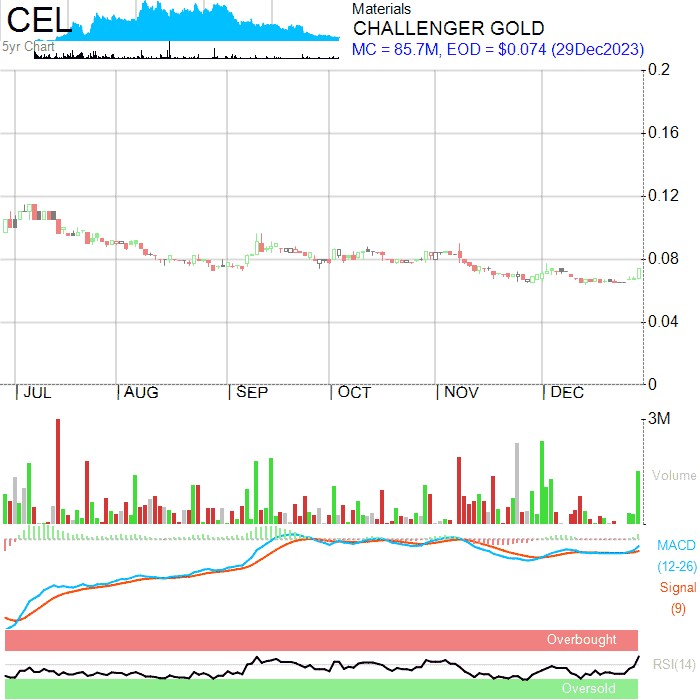 CEL
5yr Chart
Materials
CHALLENGER GOLD
MC = 85.7M, EOD = $0.074 (29Dec2023)
0.2
0.16
0.12
0.08
0.04
0
JUL
AUG
SEP
OCT
NOV
DEC
3M
Volume
MACD
(12-26)
Signal
(9)
Overbought
RSI(14)
Oversold